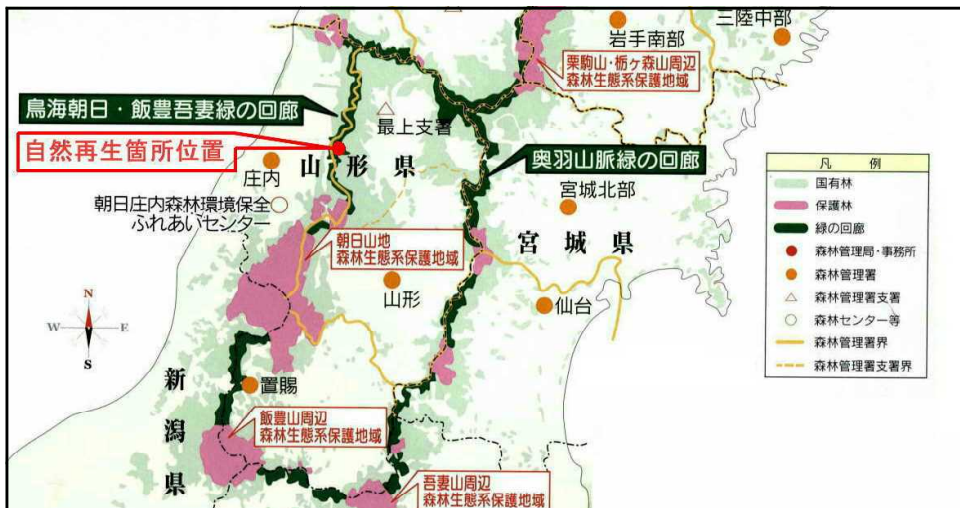 三陸中部
岩手南部
栗駒山・栃ヶ森山周辺
森林生態系保護地域
鳥海朝日・飯豊吾妻緑の回廊
最上支署
自然再生箇所位置
山形県
奥羽山脈緑の回廊
庄内
宮城北部
朝日庄内森林環境保全
ふれあいセンター
宮城県
朝日山地
森林生態系保護地域
山形
仙台
N
W
E
S
新潟県
置賜
飯豊山周辺
森林生態系保護地域
吾妻山周辺
森林生態系保護地域
凡例
国有林
保護林
緑の回廊
森林管理局・事務所
森林管理署
森林管理署支署
森林センター等
森林管理署界
森林管理署支署界